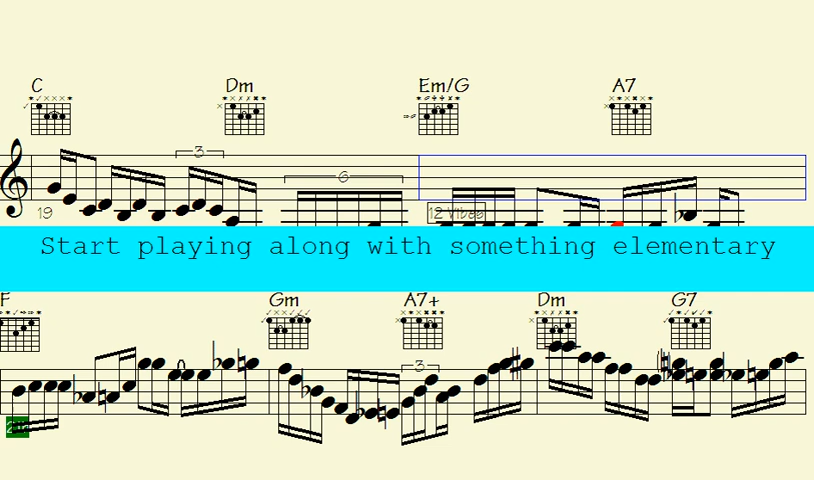 C Dm Em/G A7
3 6
19 12 Vibes
Start playing along with something elementary
F Gm A7+ Dm G7
3